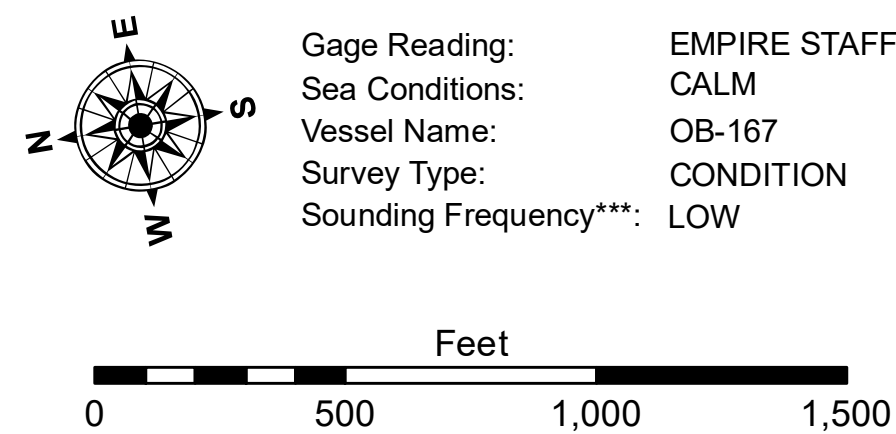 E
N
S
W
Gage Reading: EMPIRE STAFF
Sea Conditions: CALM
Vessel Name: OB-167
Survey Type: CONDITION
Sounding Frequency***: LOW
Feet
0 500 1,000 1,500